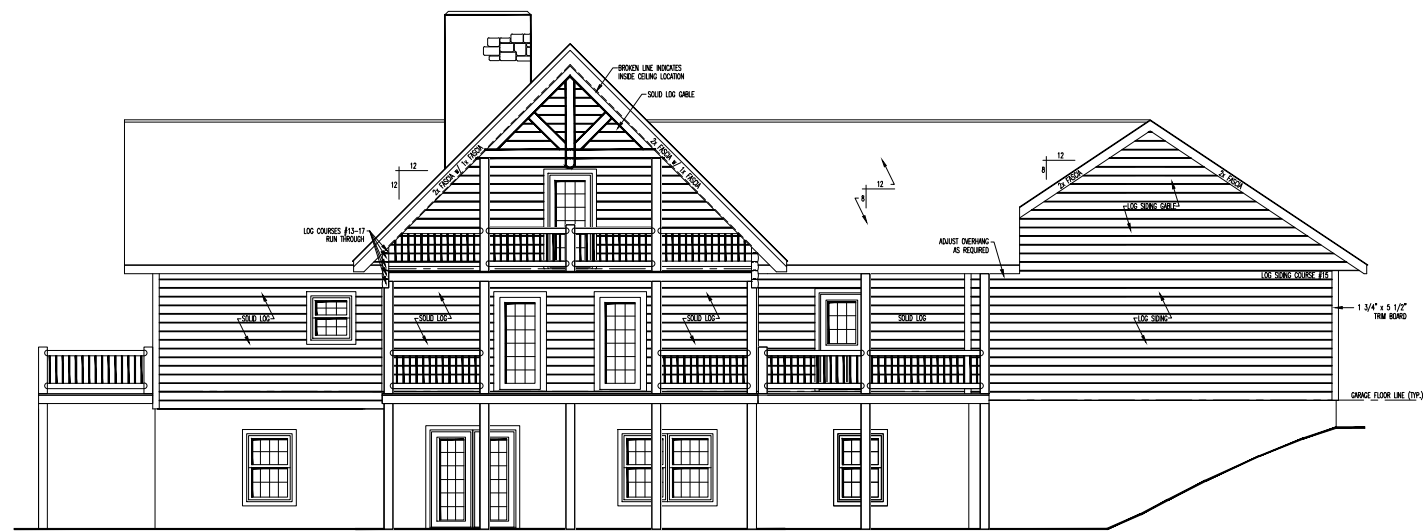 BROKEN LINE INDICATES
INSIDE CEILING LOCATION
SOLID LOG GABLE
2x FASCIA w/ 1x FASCIA
2x FASCIA w/ 1x FASCIA
12
12
12
8
12
8
2x FASCIA
2x FASCIA
LOG SIDING GABLE
LOG COURSES #13-17
RUN THROUGH
ADJUST OVERHANG
AS REQUIRED
LOG SIDING COURSE #15
SOLID LOG
SOLID LOG
SOLID LOG
SOLID LOG
LOG SIDING
1 3/4" x 5 1/2"
TRIM BOARD
GARAGE FLOOR LINE (TYP.)